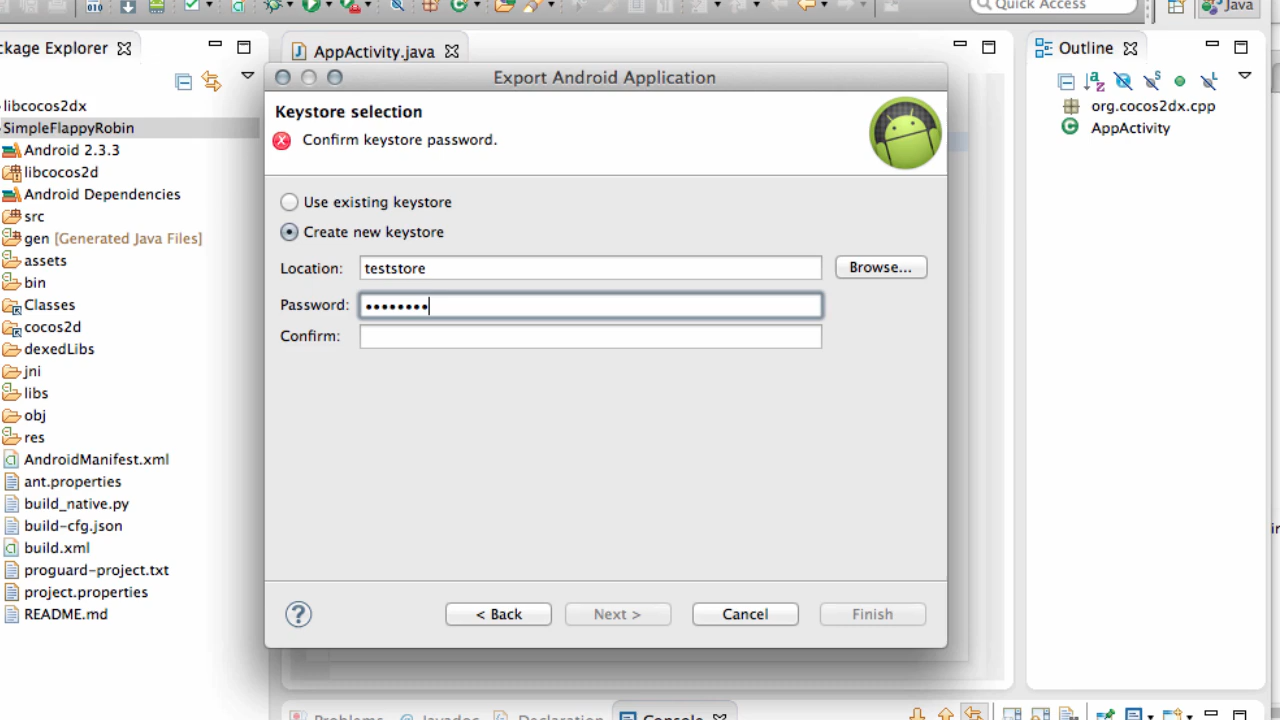 Quick Access
Java
ckage Explorer
AppActivity.java
Outline
libcocos2dx
SimpleFlappyRobin
Android 2.3.3
libcocos2d
Android Dependencies
src
gen [Generated Java Files]
assets
bin
Classes
cocos2d
dexedLibs
jni
libs
obj
res
AndroidManifest.xml
ant.properties
build_native.py
build-cfg.json
build.xml
proguard-project.txt
project.properties
README.md
Export Android Application
Keystore selection
Confirm keystore password.
Use existing keystore
Create new keystore
Location: teststore Browse...
Password: ••••••••
Confirm:
< Back Next > Cancel Finish
org.cocos2dx.cpp
AppActivity
Problems @ Javadoc Declaration Console